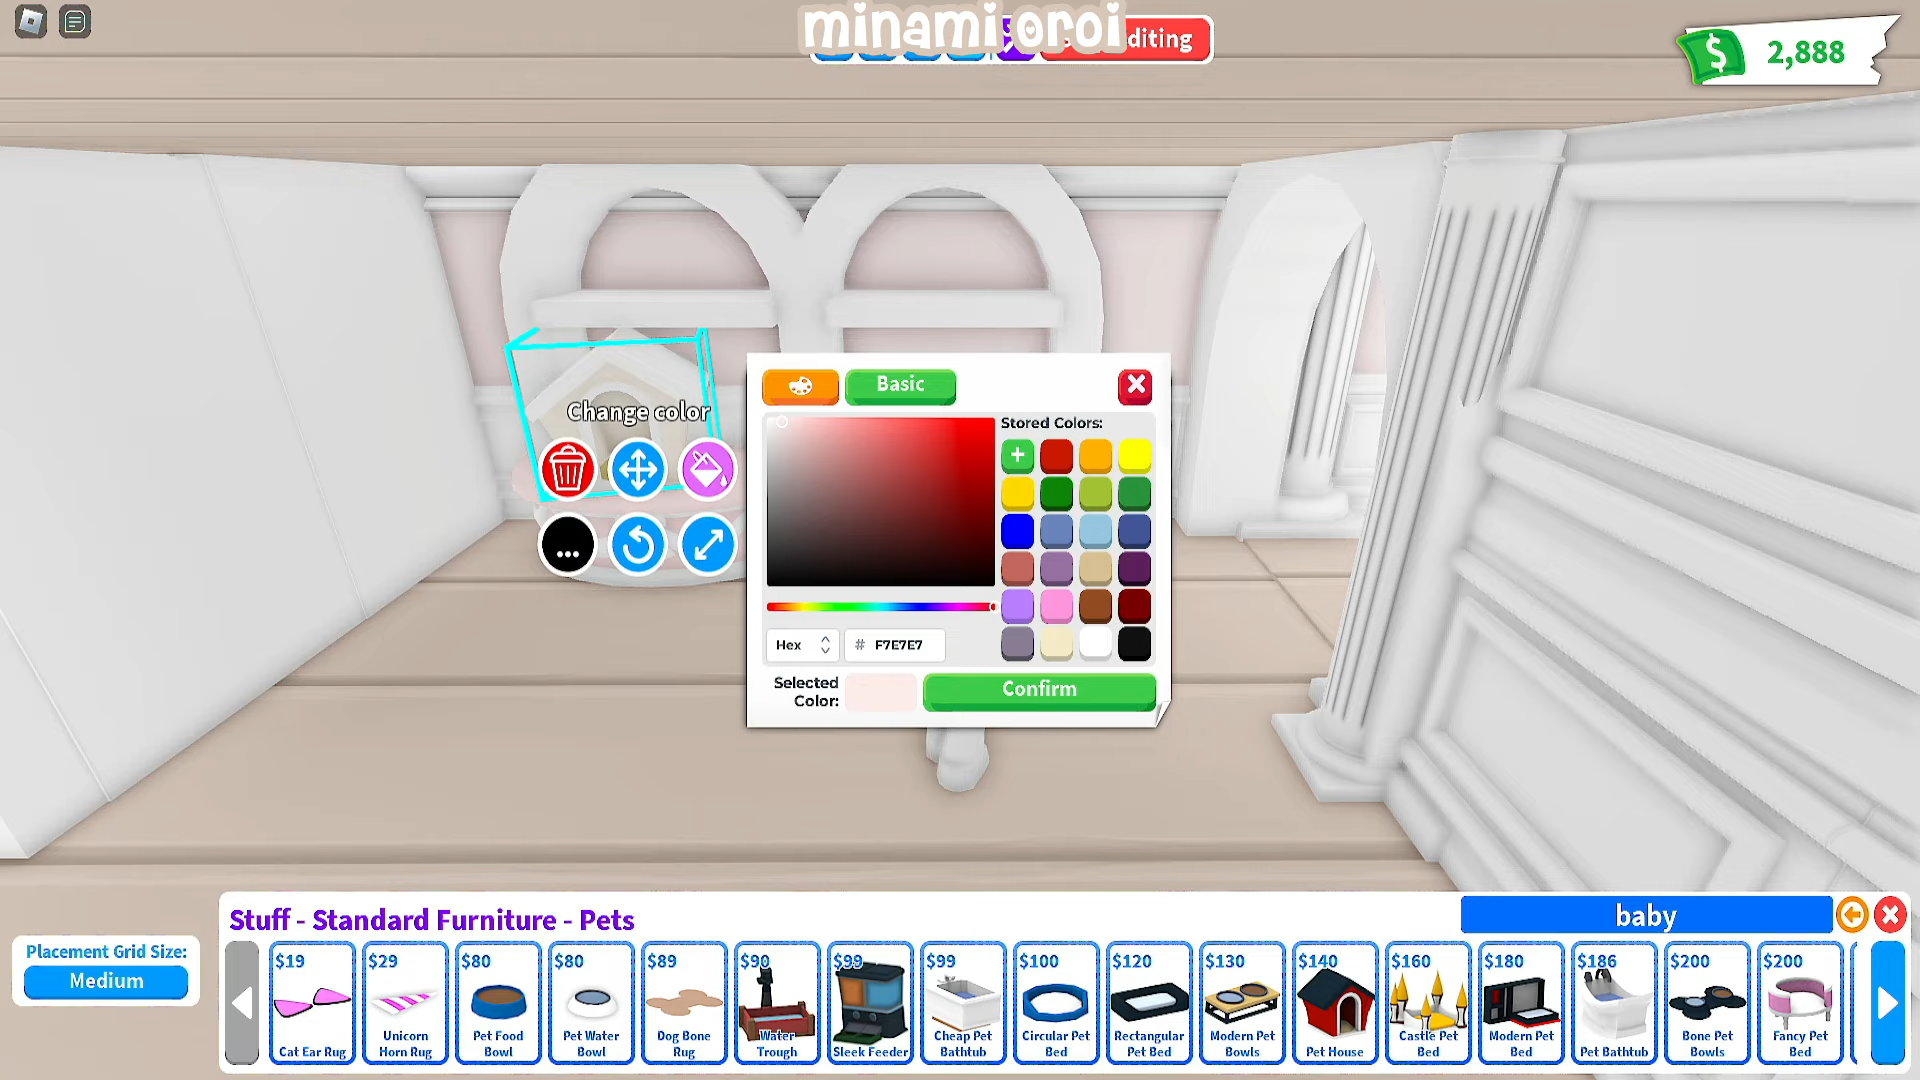 minami.oroi
diting
2,888
Change color
...
Basic
Stored Colors:
+
Hex
# F7E7E7
Selected
Color:
Confirm
Placement Grid Size:
Medium
Stuff - Standard Furniture - Pets
baby
$19
Cat Ear Rug
$29
Unicorn
Horn Rug
$80
Pet Food
Bowl
$80
Pet Water
Bowl
$89
Dog Bone
Rug
$90
Water
Trough
$99
Sleek Feeder
$99
Cheap Pet
Bathtub
$100
Circular Pet
Bed
$120
Rectangular
Pet Bed
$130
Modern Pet
Bowls
$140
Pet House
$160
Castle Pet
Bed
$180
Modern Pet
Bed
$186
Pet Bathtub
$200
Bone Pet
Bowls
$200
Fancy Pet
Bed